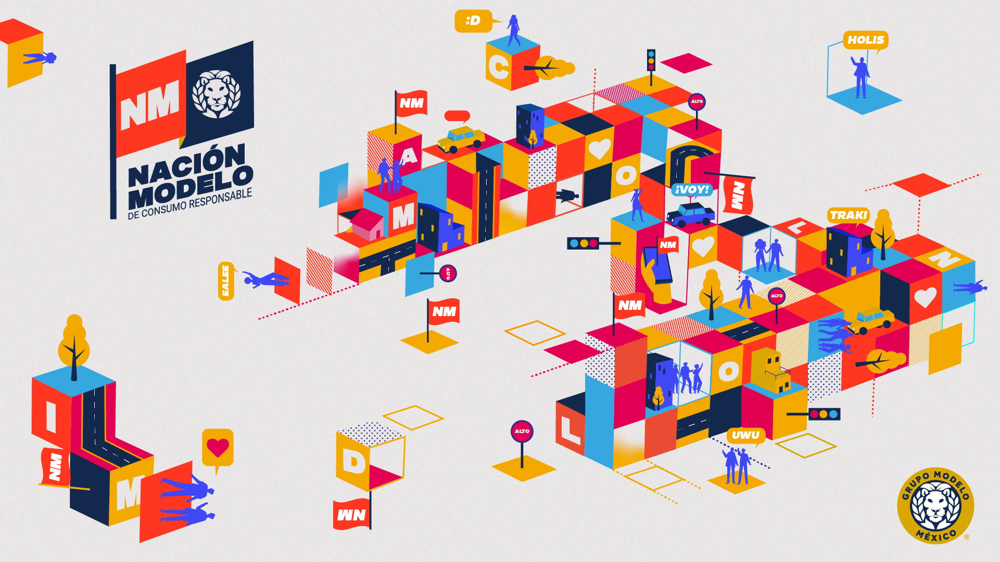 :D
HOLIS
C
NM
NACIÓN
MODELO
DE CONSUMO RESPONSABLE
NM
A
ALTO
O
¡VOY!
NM
M
TRAKI
L
NM
N
EALEE
ALTO
ALTO
NM
NM
O
I
L
ALTO
UWU
D
NM
M
NM
GRUPO MODELO
MÉXICO
®